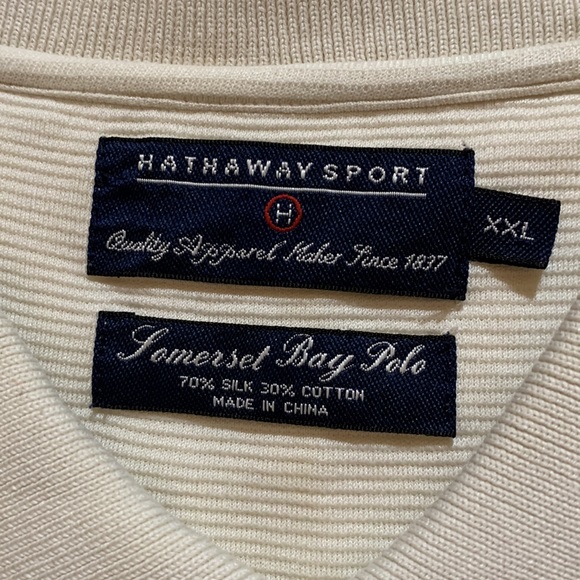 HATHAWAY SPORT
H
Quality Apparel Maker Since 1837
XXL
Somerset Bay Polo
70% SILK 30% COTTON
MADE IN CHINA